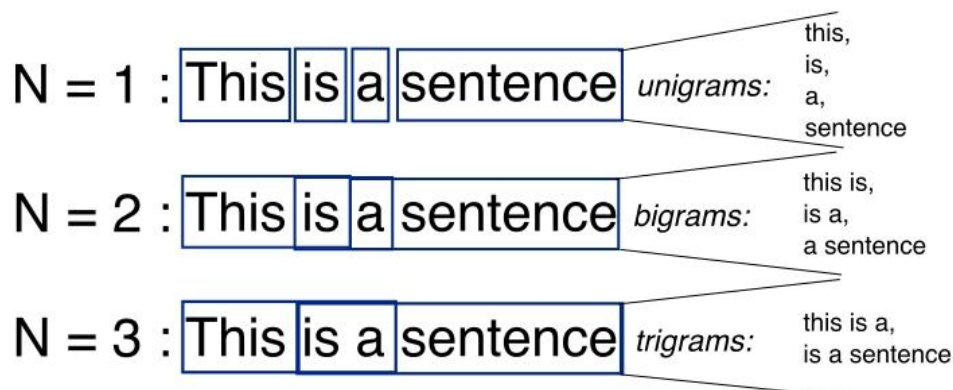 N = 1 : This is a sentence unigrams:
this,
is,
a,
sentence
N = 2 : This is a sentence bigrams:
this is,
is a,
a sentence
N = 3 : This is a sentence trigrams:
this is a,
is a sentence